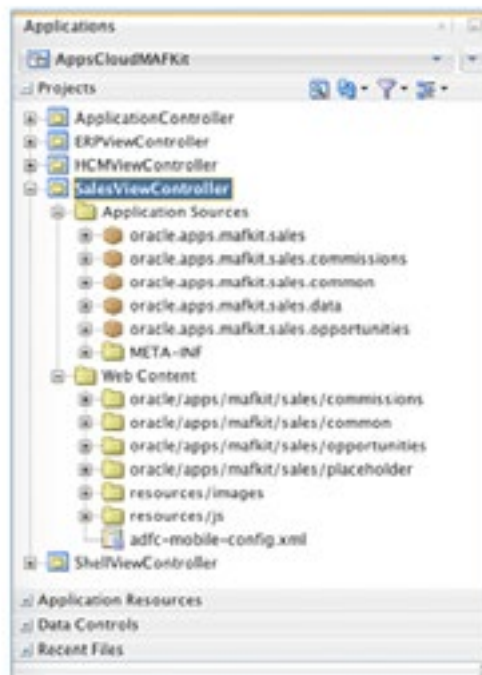 Applications
AppsCloudMAFKit
Projects
ApplicationController
ERPViewController
HCMViewController
SalesViewController
Application Sources
oracle.apps.mafkit.sales
oracle.apps.mafkit.sales.commissions
oracle.apps.mafkit.sales.common
oracle.apps.mafkit.sales.data
oracle.apps.mafkit.sales.opportunities
META-INF
Web Content
oracle/apps/mafkit/sales/commissions
oracle/apps/mafkit/sales/common
oracle/apps/mafkit/sales/opportunities
oracle/apps/mafkit/sales/placeholder
resources/images
resources/js
adfc-mobile-config.xml
ShellViewController
Application Resources
Data Controls
Recent Files